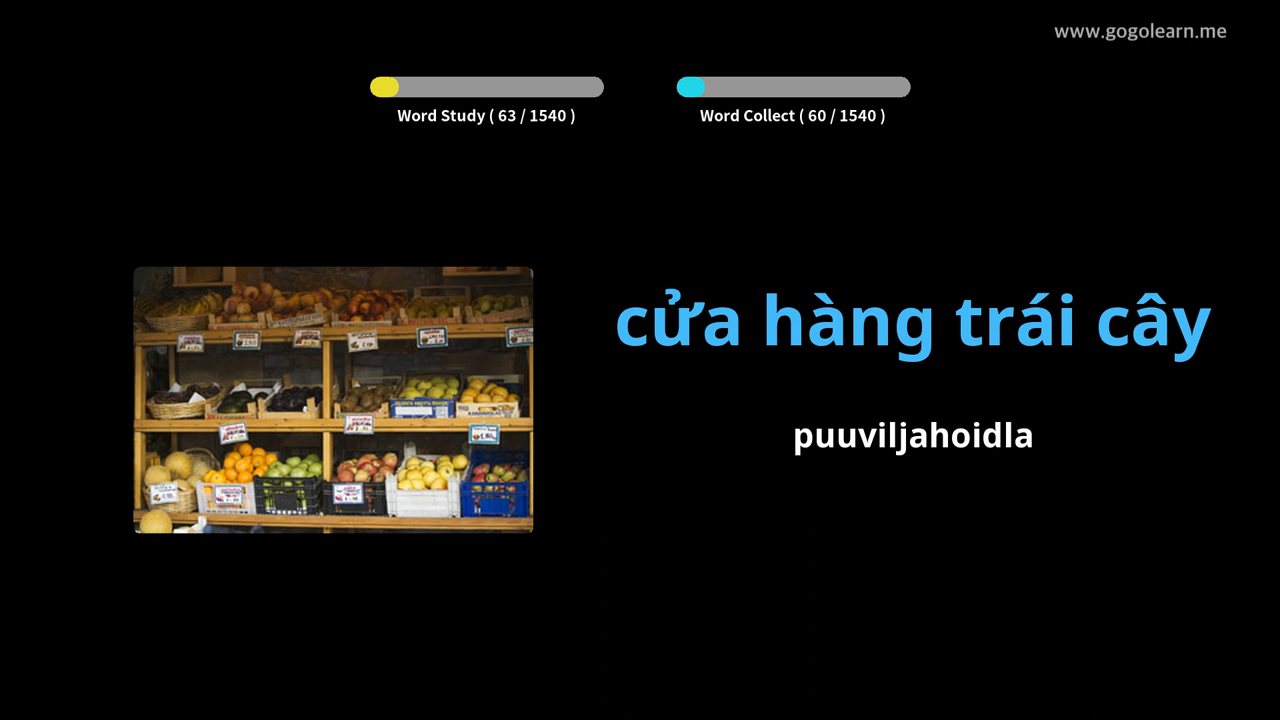 www.gogolearn.me
Word Study ( 63 / 1540 )
Word Collect ( 60 / 1540 )
cửa hàng trái cây
puuviljahoidla